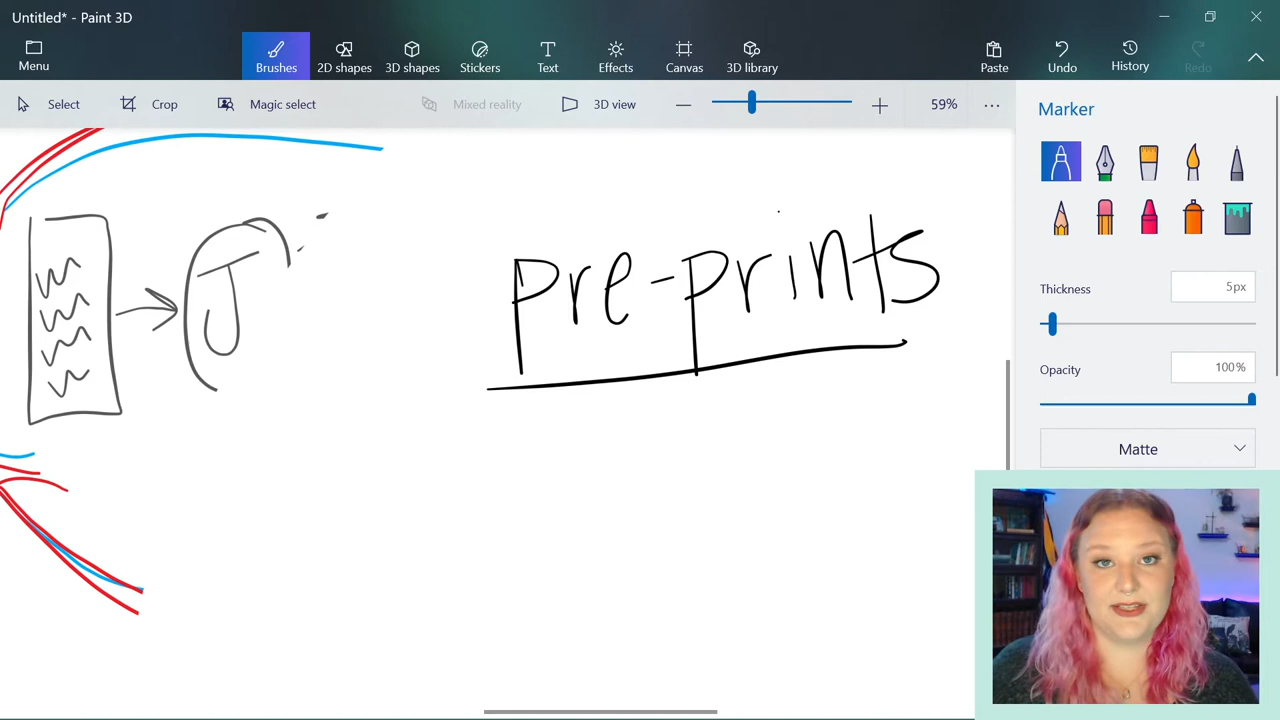 Untitled* - Paint 3D
Menu
Brushes
2D shapes
3D shapes
Stickers
Text
Effects
Canvas
3D library
Paste
Undo
History
Redo
Select
Crop
Magic select
Mixed reality
3D view
59%
Marker
Thickness
5px
Opacity
100%
Matte
J
pre-prints